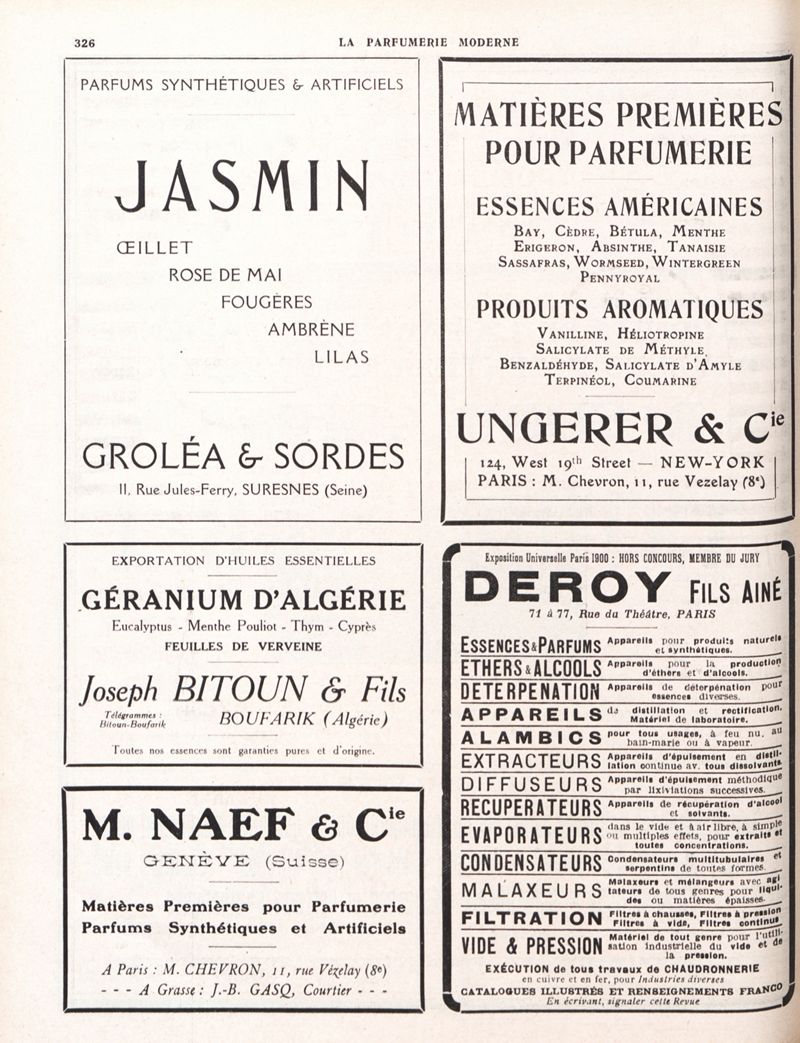 326
LA PARFUMERIE MODERNE
PARFUMS SYNTHÉTIQUES & ARTIFICIELS
JASMIN
ŒILLET
ROSE DE MAI
FOUGÈRES
AMBRÈNE
LILAS
GROLÉA & SORDES
11, Rue Jules-Ferry, SURESNES (Seine)
MATIÈRES PREMIÈRES
POUR PARFUMERIE
ESSENCES AMÉRICAINES
BAY, CÈDRE, BÉTULA, MENTHE
ERIGERON, ABSINTHE, TANAISIE
SASSAFRAS, WORMSEED, WINTERGREEN
PENNYROYAL
PRODUITS AROMATIQUES
VANILLINE, HÉLIOTROPINE
SALICYLATE DE MÉTHYLE,
BENZALDÉHYDE, SALICYLATE D'AMYLE
TERPINÉOL, COUMARINE
UNGERER & Cie
124, West 19th Street — NEW-YORK
PARIS : M. Chevron, 11, rue Vezelay (8e)
EXPORTATION D'HUILES ESSENTIELLES
GÉRANIUM D'ALGÉRIE
Eucalyptus - Menthe Pouliot - Thym - Cyprès
FEUILLES DE VERVEINE
Joseph BITOUN & Fils
Télégrammes :
Bitoun-Boufarik
BOUFARIK (Algérie)
Toutes nos essences sont garanties pures et d'origine.
M. NAEF & Cie
GENÈVE (Suisse)
Matières Premières pour Parfumerie
Parfums Synthétiques et Artificiels
A Paris : M. CHEVRON, 11, rue Vézelay (8e)
- - - A Grasse : J.-B. GASQ, Courtier - - -
Exposition Universelle Paris 1900 : HORS CONCOURS, MEMBRE DU JURY
DEROY FILS AINÉ
71 à 77, Rue du Théâtre, PARIS
ESSENCES & PARFUMS Appareils pour produits naturels
et synthétiques.
ETHERS & ALCOOLS Appareils pour la production
d'éthers et d'alcools.
DETERPENATION Appareils de déterpénation pour
essences diverses.
APPAREILS de distillation et rectification.
Matériel de laboratoire.
ALAMBICS pour tous usages, à feu nu, au
bain-marie ou à vapeur.
EXTRACTEURS Appareils d'épuisement en distil-
lation continue av. tous dissolvants
DIFFUSEURS Appareils d'épuisement méthodique
par lixiviations successives.
RECUPERATEURS Appareils de récupération d'alcool
et solvants.
EVAPORATEURS dans le vide et à air libre, à simple
ou multiples effets, pour extraits et
toutes concentrations.
CONDENSATEURS Condensateurs multitubulaires et
serpentins de toutes formes.
MALAXEURS Malaxeurs et mélangeurs avec agi
tateurs de tous genres pour liqui-
des ou matières épaisses.
FILTRATION Filtres à chausses, Filtres à pression
Filtres à vide, Filtres continus
VIDE & PRESSION Matériel de tout genre pour l'utili-
sation industrielle du vide et de
la pression.
EXÉCUTION de tous travaux de CHAUDRONNERIE
en cuivre et en fer, pour Industries diverses
CATALOGUES ILLUSTRÉS ET RENSEIGNEMENTS FRANCO
En écrivant, signaler cette Revue